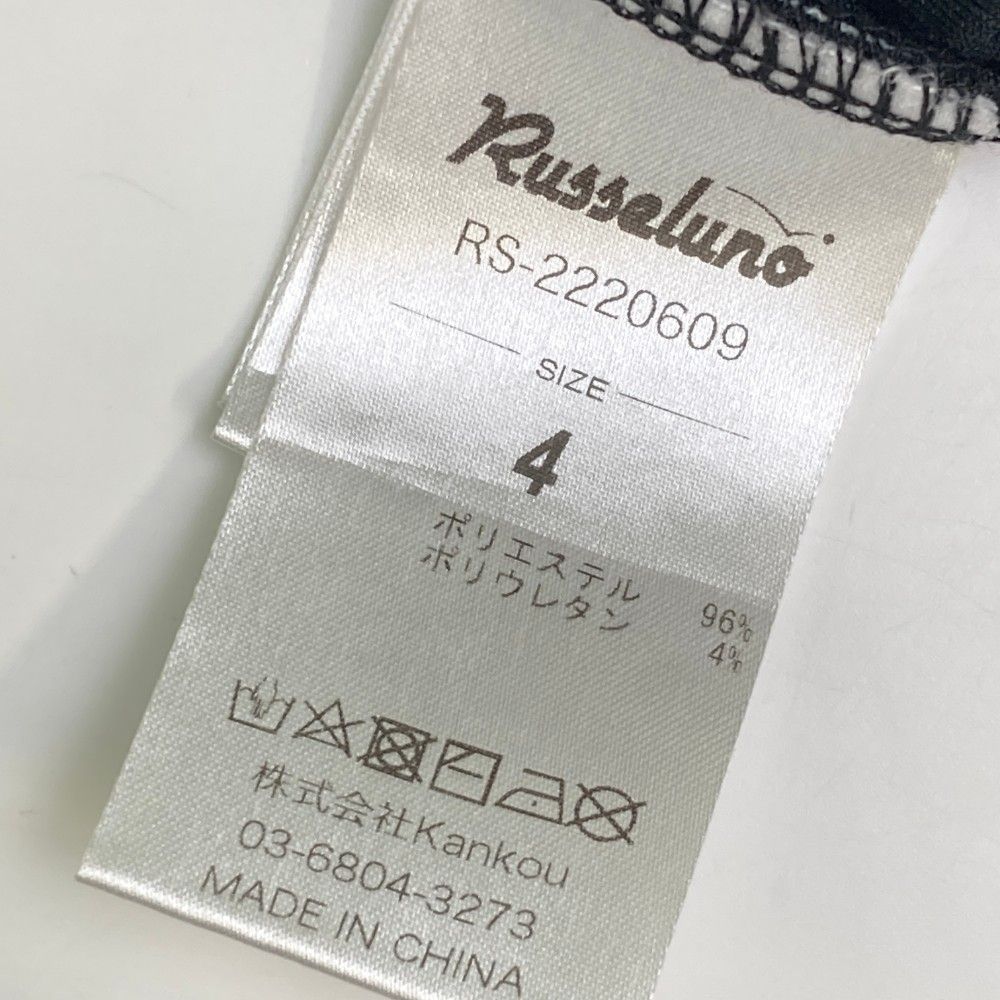 Russeluno
RS-2220609
SIZE
4
ポリエステル 96%
ポリウレタン 4%
株式会社Kankou
03-6804-3273
MADE IN CHINA